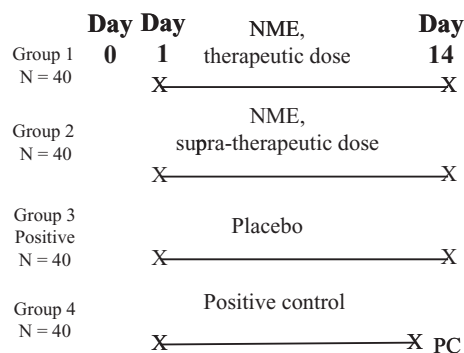 Day Day Day
0 1 14
NME,
therapeutic dose
Group 1
N = 40
X X
NME,
supra-therapeutic dose
Group 2
N = 40
X X
Group 3
Positive
N = 40
Placebo
X X
Group 4
N = 40
Positive control
X X PC